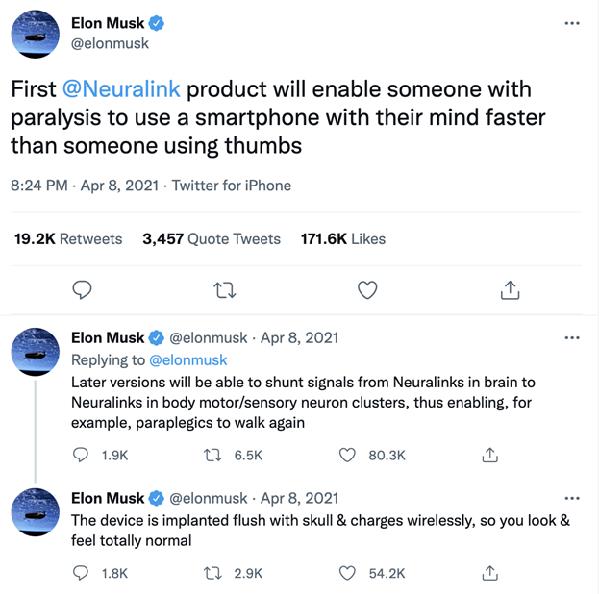 Elon Musk
@elonmusk
First @Neuralink product will enable someone with
paralysis to use a smartphone with their mind faster
than someone using thumbs
8:24 PM · Apr 8, 2021 · Twitter for iPhone
19.2K Retweets 3,457 Quote Tweets 171.6K Likes
Elon Musk @elonmusk · Apr 8, 2021
Replying to @elonmusk
Later versions will be able to shunt signals from Neuralinks in brain to
Neuralinks in body motor/sensory neuron clusters, thus enabling, for
example, paraplegics to walk again
1.9K 6.5K 80.3K
Elon Musk @elonmusk · Apr 8, 2021
The device is implanted flush with skull & charges wirelessly, so you look &
feel totally normal
1.8K 2.9K 54.2K